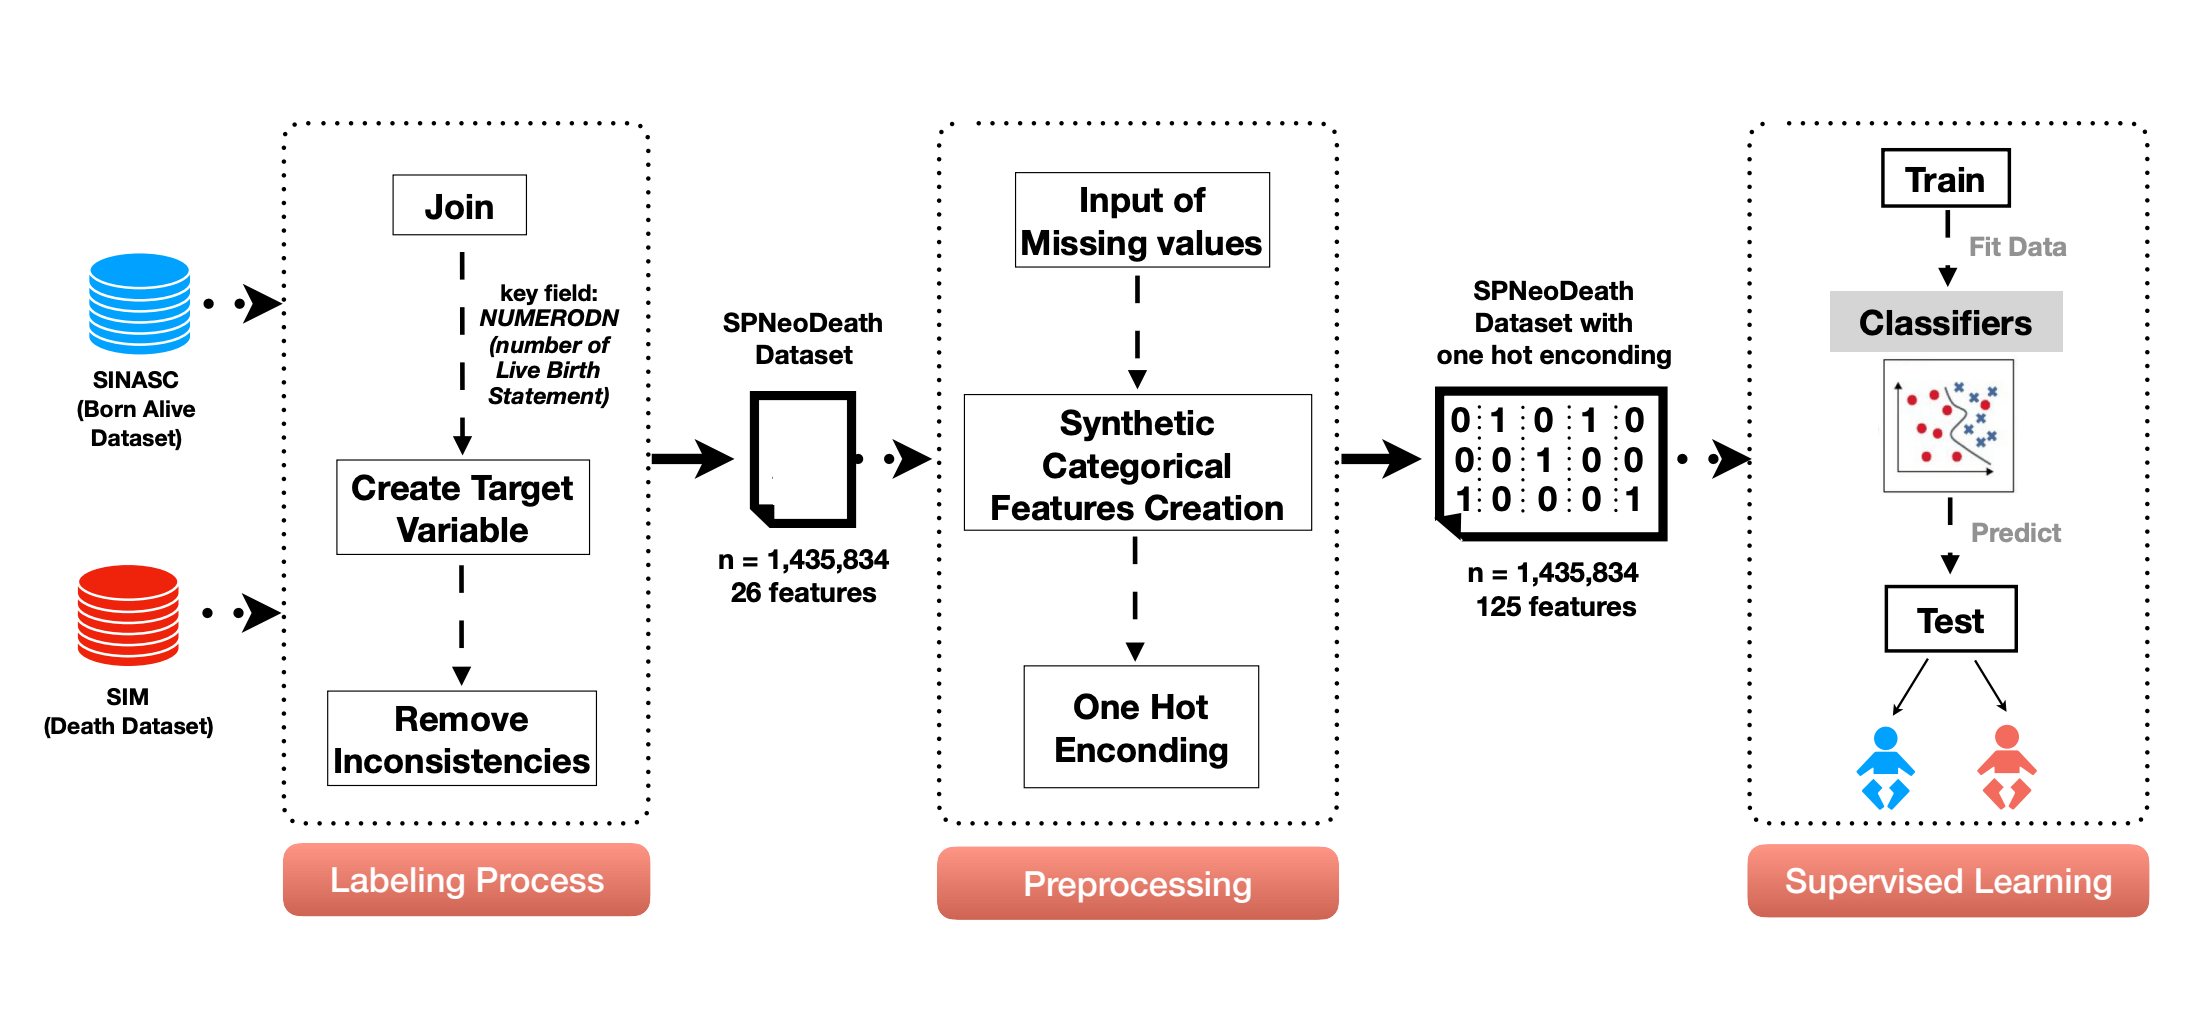 SINASC
(Born Alive
Dataset)
SIM
(Death Dataset)
Join
key field:
NUMERODN
(number of
Live Birth
Statement)
Create Target
Variable
Remove
Inconsistencies
Labeling Process
SPNeoDeath
Dataset
n = 1,435,834
26 features
Input of
Missing values
Synthetic
Categorical
Features Creation
One Hot
Enconding
Preprocessing
SPNeoDeath
Dataset with
one hot enconding
0 1 0 1 0
0 0 1 0 0
1 0 0 0 1
n = 1,435,834
125 features
Train
Fit Data
Classifiers
Predict
Test
Supervised Learning